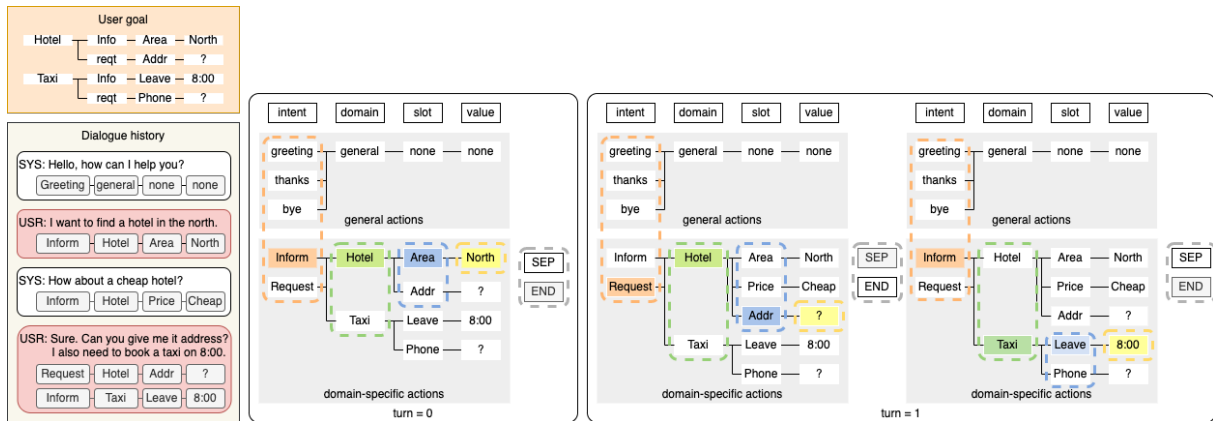 User goal
Hotel Info Area North
reqt Addr ?
Taxi Info Leave 8:00
reqt Phone ?
Dialogue history
SYS: Hello, how can I help you?
Greeting general none none
USR: I want to find a hotel in the north.
Inform Hotel Area North
SYS: How about a cheap hotel?
Inform Hotel Price Cheap
USR: Sure. Can you give me it address?
I also need to book a taxi on 8:00.
Request Hotel Addr ?
Inform Taxi Leave 8:00
intent domain slot value
greeting general none none
thanks
bye
general actions
Inform Hotel Area North
Request Addr ?
Taxi Leave 8:00
Phone ?
domain-specific actions
SEP
END
turn = 0
intent domain slot value
greeting general none none
thanks
bye
general actions
Inform Hotel Area North
Request Price Cheap
Addr ?
Taxi Leave 8:00
Phone ?
domain-specific actions
SEP
END
intent domain slot value
greeting general none none
thanks
bye
general actions
Inform Hotel Area North
Request Price Cheap
Addr ?
Taxi Leave 8:00
Phone ?
domain-specific actions
SEP
END
turn = 1